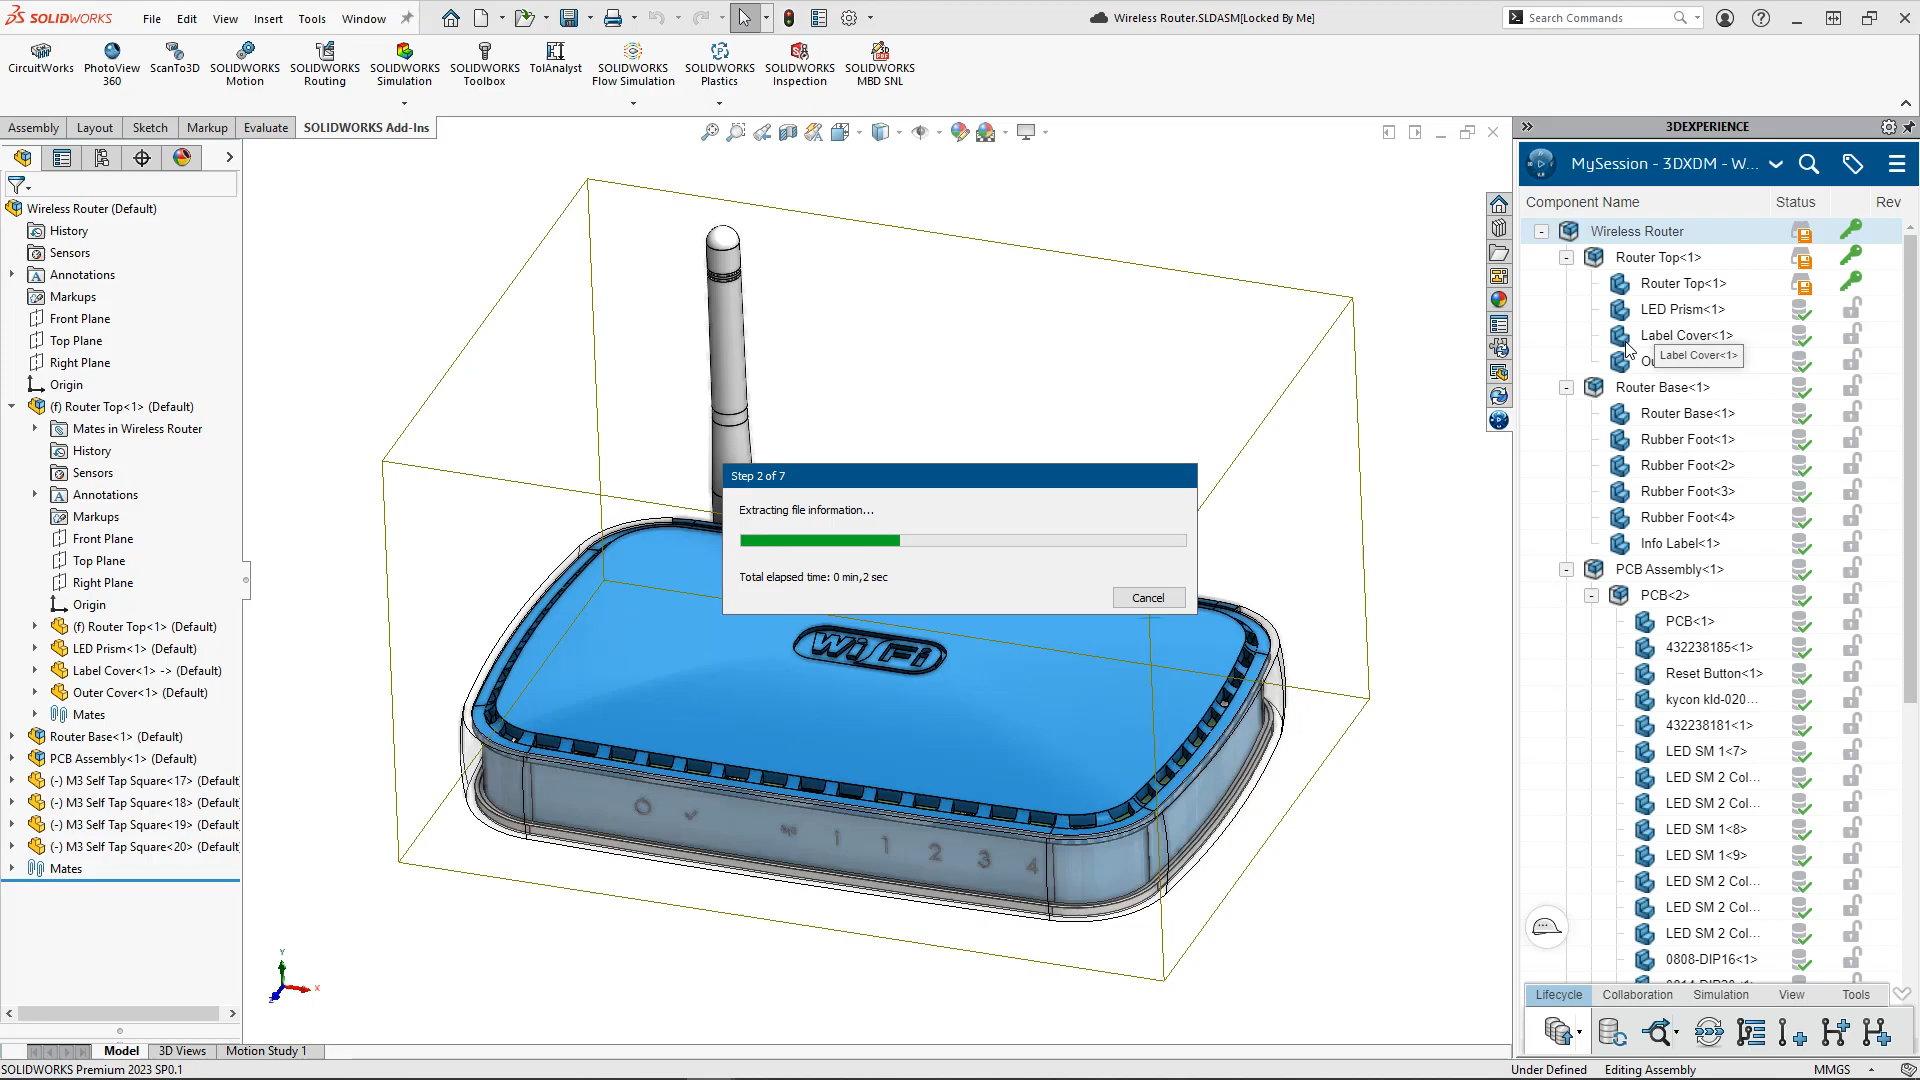 SOLIDWORKS
File Edit View Insert Tools Window
Wireless Router.SLDASM[Locked By Me]
Search Commands
CircuitWorks
PhotoView
360
ScanTo3D
SOLIDWORKS
Motion
SOLIDWORKS
Routing
SOLIDWORKS
Simulation
SOLIDWORKS
Toolbox
TolAnalyst
SOLIDWORKS
Flow Simulation
SOLIDWORKS
Plastics
SOLIDWORKS
Inspection
SOLIDWORKS
MBD SNL
Assembly Layout Sketch Markup Evaluate SOLIDWORKS Add-Ins
Wireless Router (Default)
History
Sensors
Annotations
Markups
Front Plane
Top Plane
Right Plane
Origin
(f) Router Top<1> (Default)
Mates in Wireless Router
History
Sensors
Annotations
Markups
Front Plane
Top Plane
Right Plane
Origin
(f) Router Top<1> (Default)
LED Prism<1> (Default)
Label Cover<1> -> (Default)
Outer Cover<1> (Default)
Mates
Router Base<1> (Default)
PCB Assembly<1> (Default)
(-) M3 Self Tap Square<17> (Default
(-) M3 Self Tap Square<18> (Default
(-) M3 Self Tap Square<19> (Default
(-) M3 Self Tap Square<20> (Default
Mates
Step 2 of 7
Extracting file information...
Total elapsed time: 0 min,2 sec
Cancel
WiFi
1 1 2 3 4
Y
X
Z
3DEXPERIENCE
MySession - 3DXDM - W...
Component Name Status Rev
Wireless Router
Router Top<1>
Router Top<1>
LED Prism<1>
Label Cover<1>
Label Cover<1>
Router Base<1>
Router Base<1>
Rubber Foot<1>
Rubber Foot<2>
Rubber Foot<3>
Rubber Foot<4>
Info Label<1>
PCB Assembly<1>
PCB<2>
PCB<1>
432238185<1>
Reset Button<1>
kycon kld-020...
432238181<1>
LED SM 1<7>
LED SM 2 Col...
LED SM 2 Col...
LED SM 1<8>
LED SM 1<9>
LED SM 2 Col...
LED SM 2 Col...
LED SM 2 Col...
0808-DIP16<1>
Lifecycle Collaboration Simulation View Tools
Model 3D Views Motion Study 1
SOLIDWORKS Premium 2023 SP0.1
Under Defined Editing Assembly MMGS